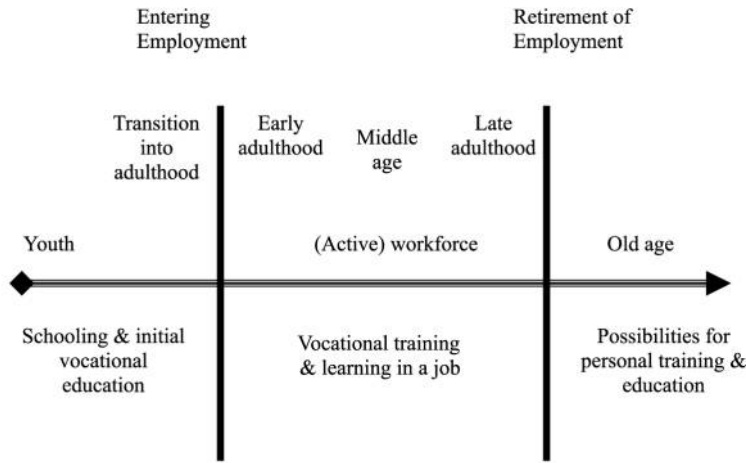 Entering
Employment
Retirement of
Employment
Transition
into
adulthood
Early
adulthood
Middle
age
Late
adulthood
Youth
(Active) workforce
Old age
Schooling & initial
vocational
education
Vocational training
& learning in a job
Possibilities for
personal training &
education